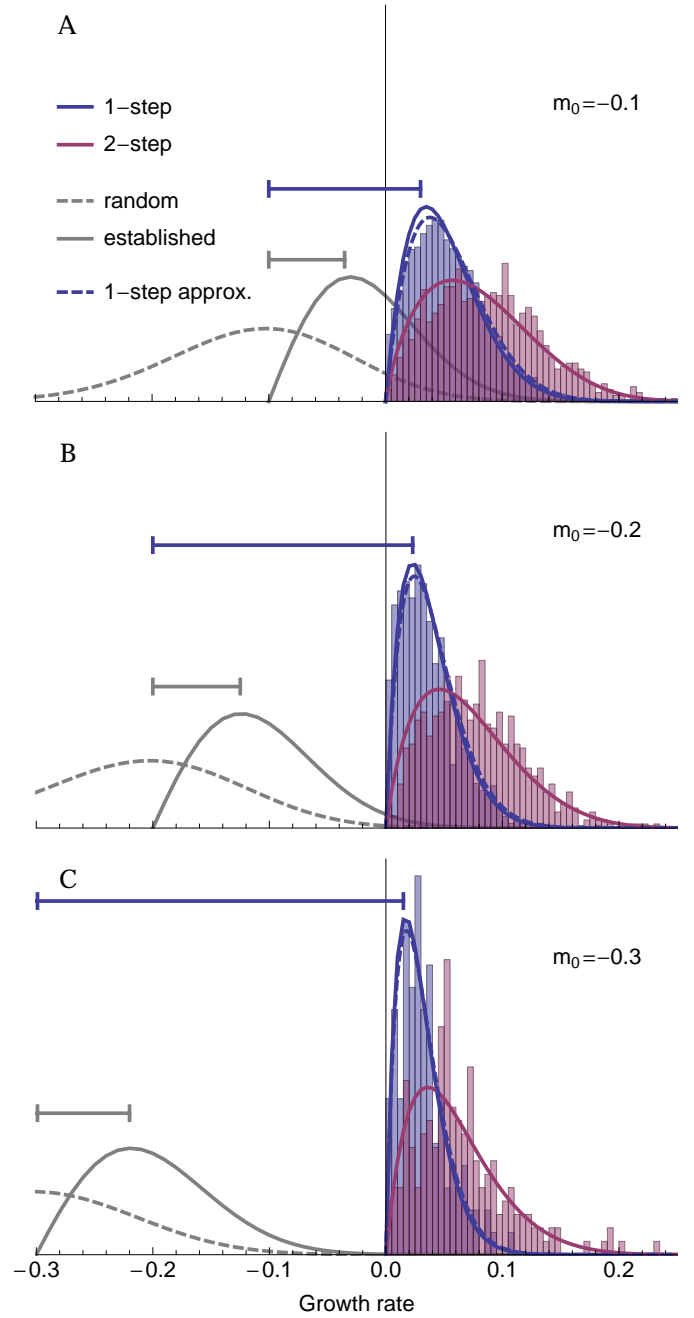 A
1−step
m₀=−0.1
2−step
random
established
1−step approx.
B
m₀=−0.2
C
m₀=−0.3
−0.3 −0.2 −0.1 0.0 0.1 0.2
Growth rate